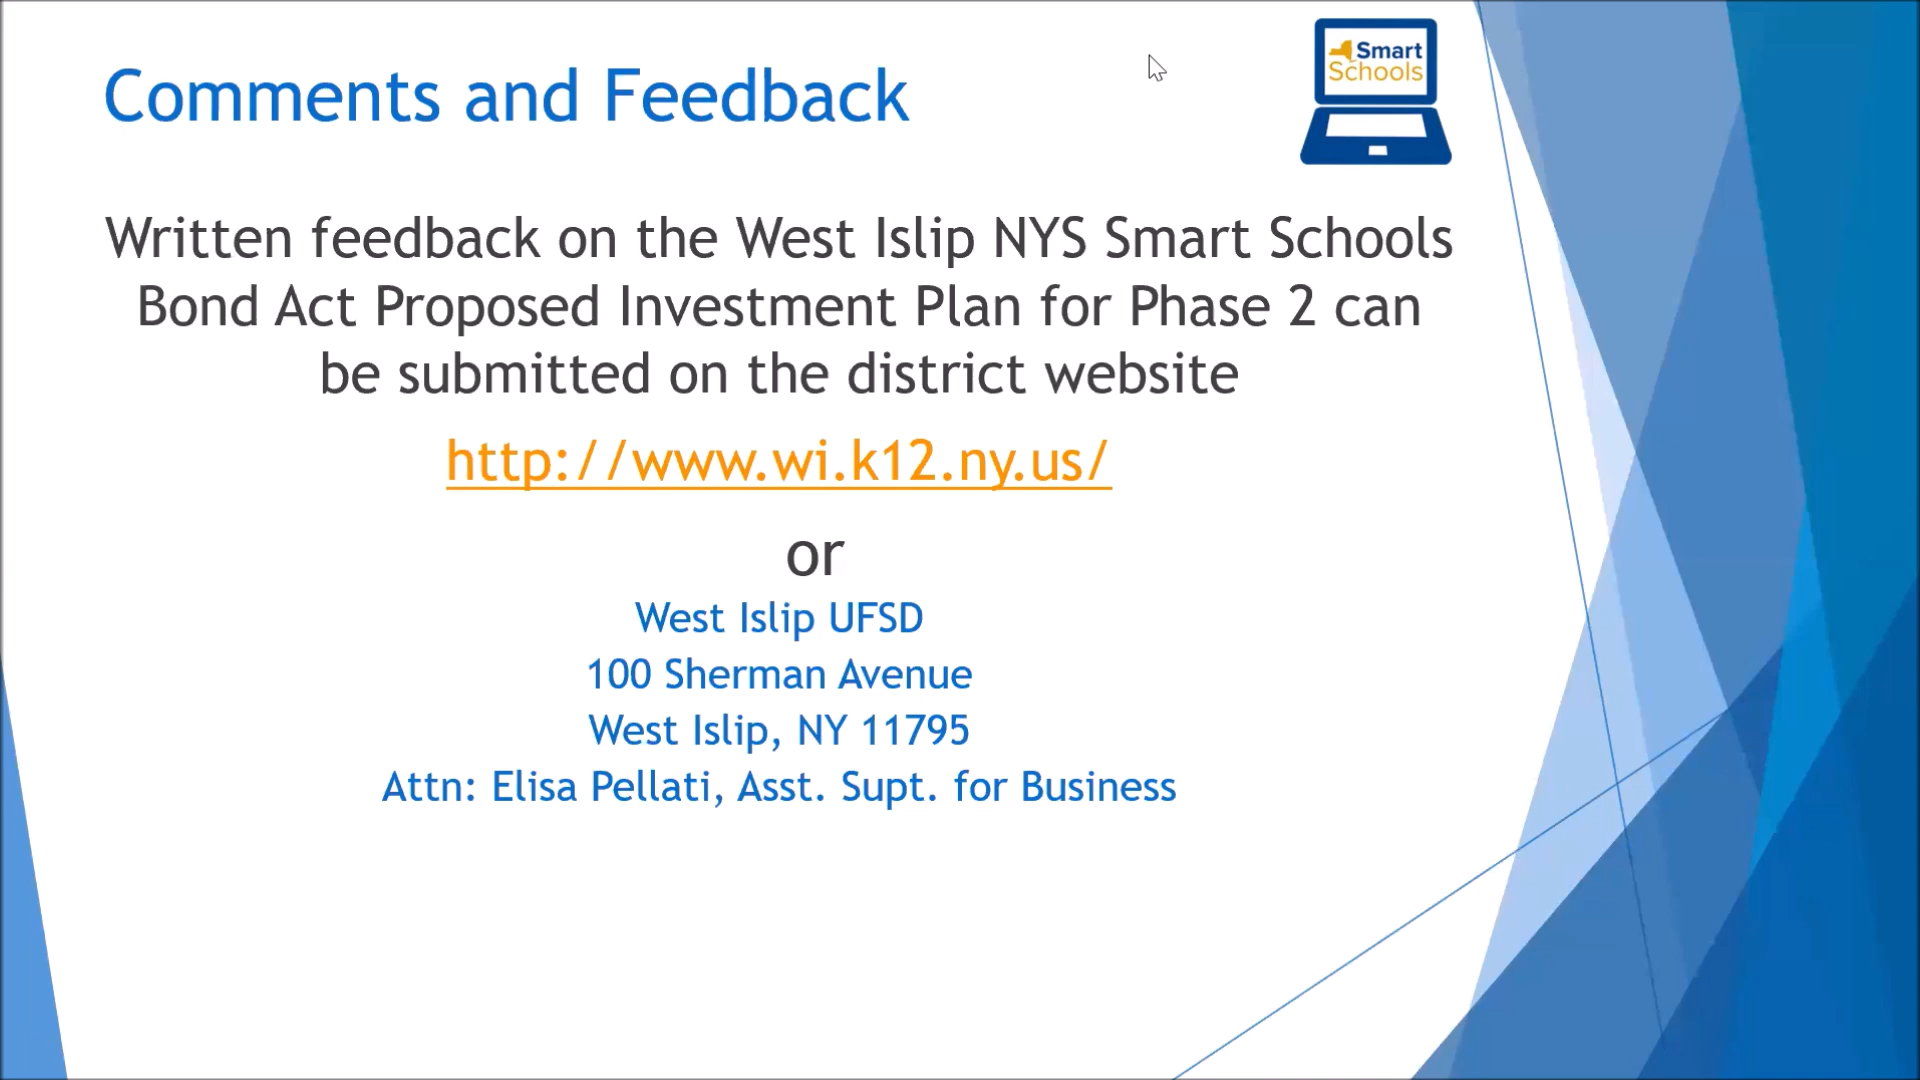 Smart
Schools
Comments and Feedback
Written feedback on the West Islip NYS Smart Schools
Bond Act Proposed Investment Plan for Phase 2 can
be submitted on the district website
http://www.wi.k12.ny.us/
or
West Islip UFSD
100 Sherman Avenue
West Islip, NY 11795
Attn: Elisa Pellati, Asst. Supt. for Business